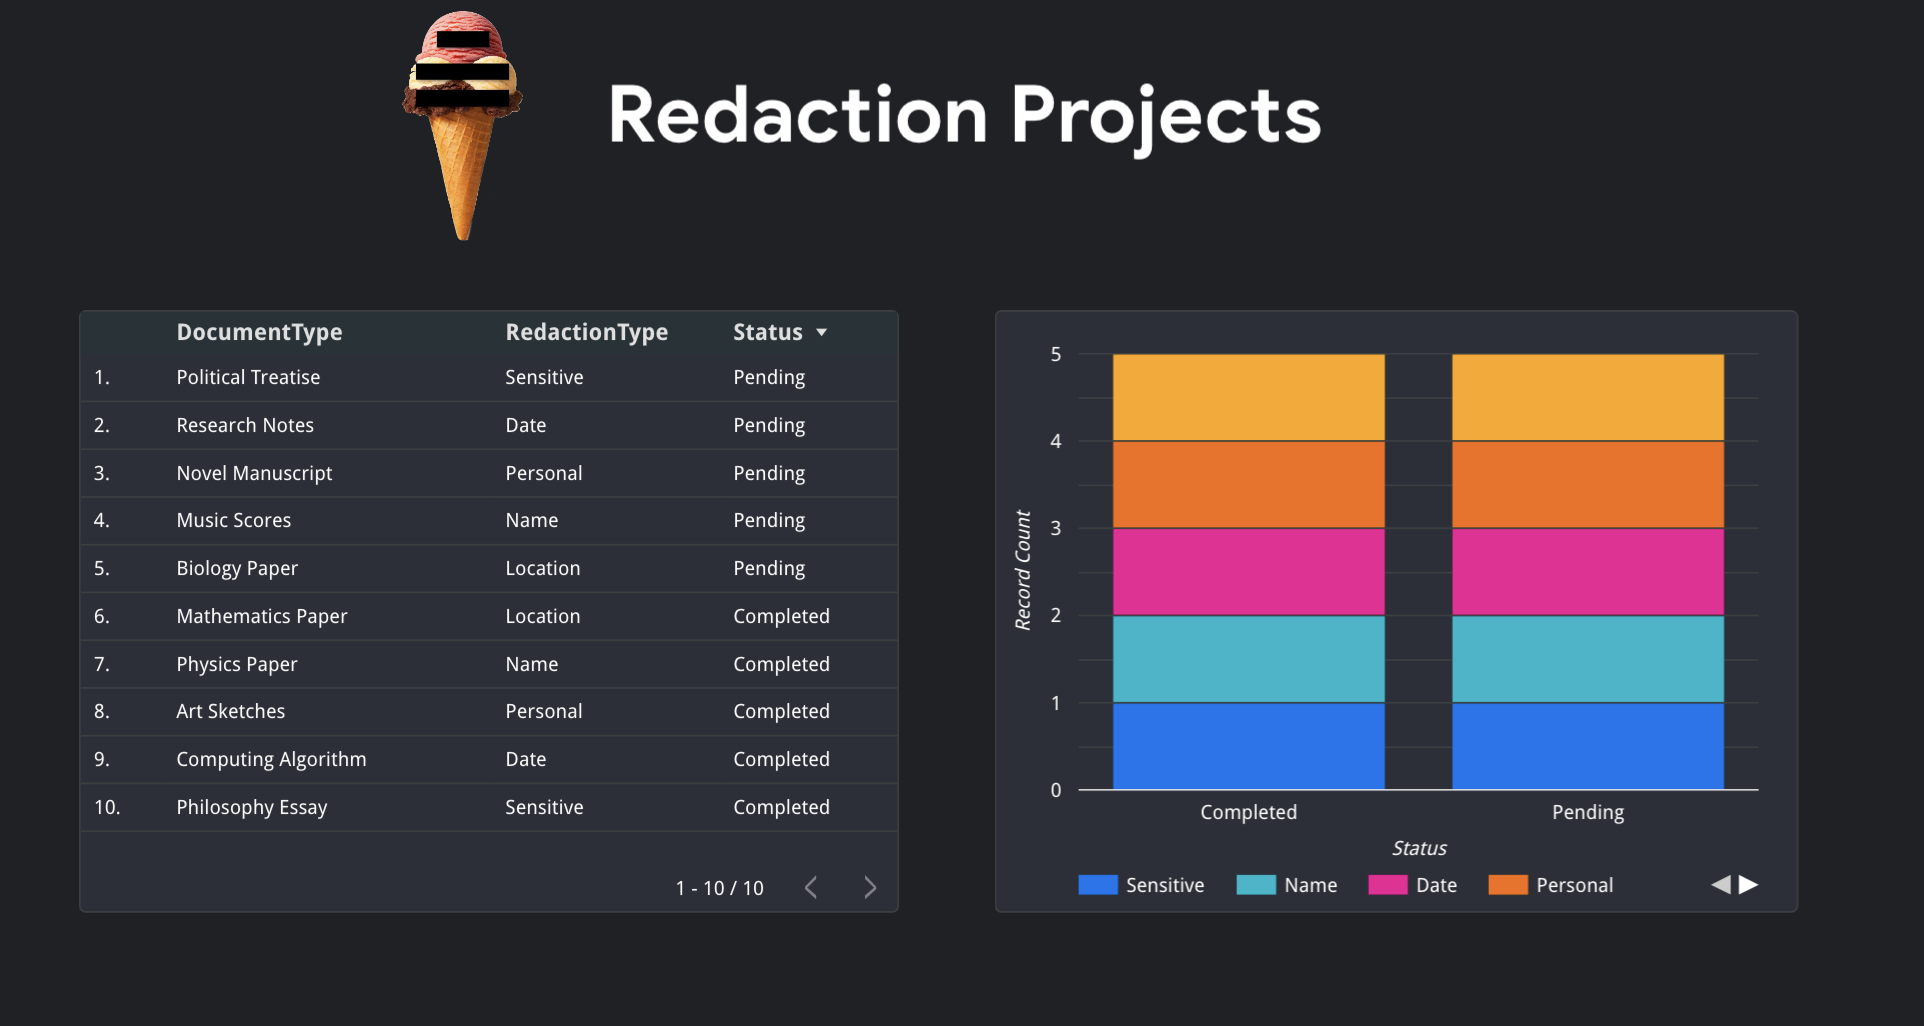 Redaction Projects
DocumentType RedactionType Status
1. Political Treatise Sensitive Pending
2. Research Notes Date Pending
3. Novel Manuscript Personal Pending
4. Music Scores Name Pending
5. Biology Paper Location Pending
6. Mathematics Paper Location Completed
7. Physics Paper Name Completed
8. Art Sketches Personal Completed
9. Computing Algorithm Date Completed
10. Philosophy Essay Sensitive Completed
1 - 10 / 10
Record Count
5
4
3
2
1
0
Completed Pending
Status
Sensitive Name Date Personal